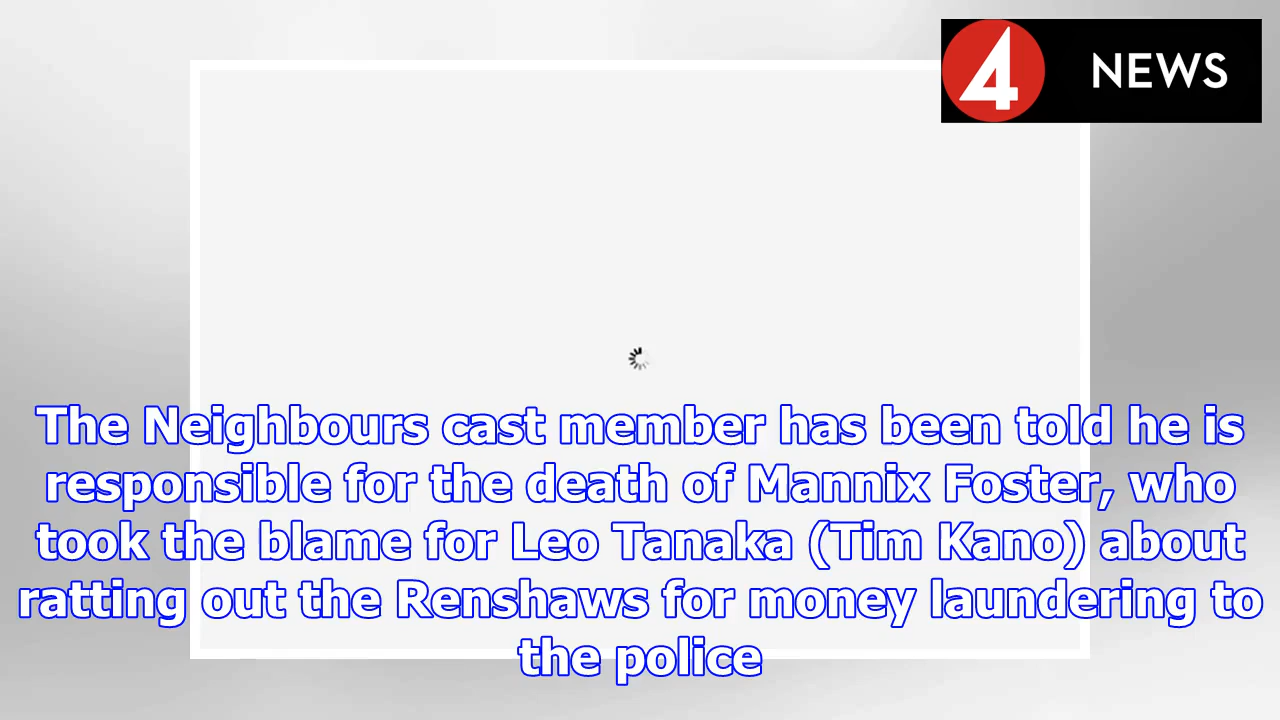 4 NEWS
The Neighbours cast member has been told he is
responsible for the death of Mannix Foster, who
took the blame for Leo Tanaka (Tim Kano) about
ratting out the Renshaws for money laundering to
the police